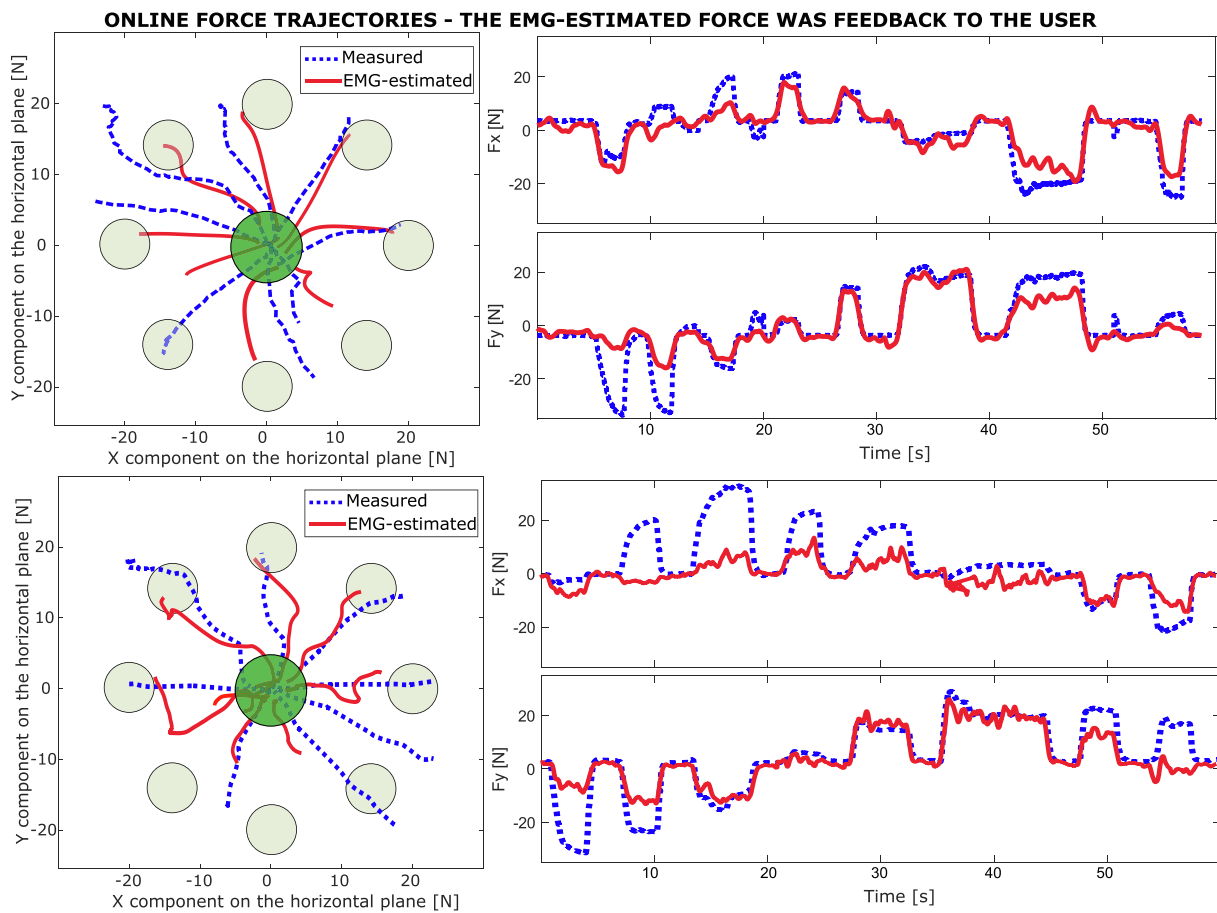 ONLINE FORCE TRAJECTORIES - THE EMG-ESTIMATED FORCE WAS FEEDBACK TO THE USER
Y component on the horizontal plane [N]
20
10
0
-10
-20
-20
-10
0
10
20
X component on the horizontal plane [N]
Measured
EMG-estimated
Fx [N]
20
0
-20
Fy [N]
20
0
-20
10
20
30
40
50
Time [s]
Y component on the horizontal plane [N]
20
10
0
-10
-20
-20
-10
0
10
20
X component on the horizontal plane [N]
Measured
EMG-estimated
Fx [N]
20
0
-20
Fy [N]
20
0
-20
10
20
30
40
50
Time [s]